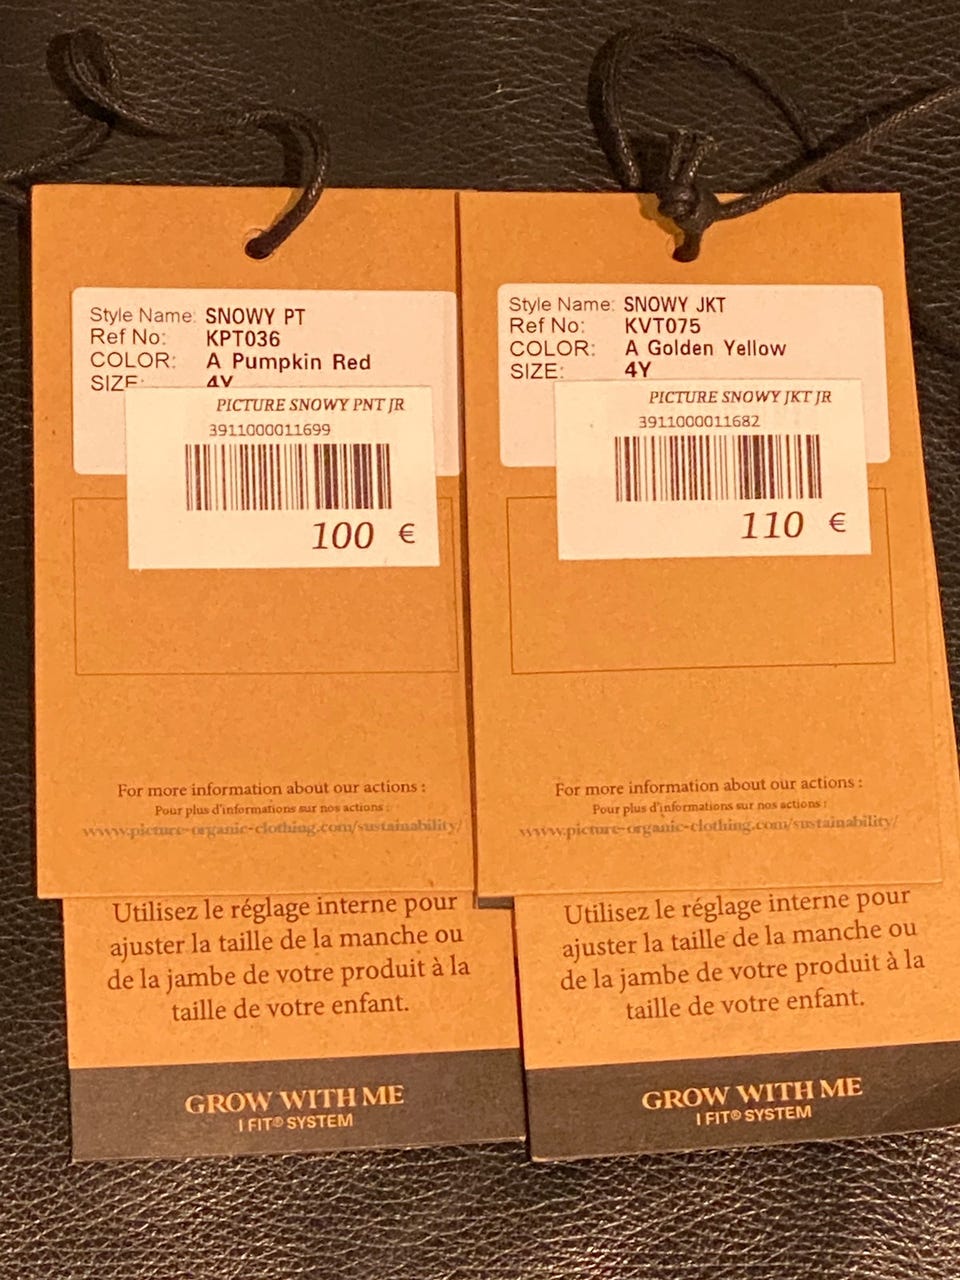 Style Name: SNOWY PT
Ref No: KPT036
COLOR: A Pumpkin Red
SIZE: 4Y
PICTURE SNOWY PNT JR
3911000011699
100 €
For more information about our actions :
Pour plus d'informations sur nos actions :
www.picture-organic-clothing.com/sustainability/
Utilisez le réglage interne pour
ajuster la taille de la manche ou
de la jambe de votre produit à la
taille de votre enfant.
GROW WITH ME
I FIT® SYSTEM
Style Name: SNOWY JKT
Ref No: KVT075
COLOR: A Golden Yellow
SIZE: 4Y
PICTURE SNOWY JKT JR
3911000011682
110 €
For more information about our actions :
Pour plus d'informations sur nos actions :
www.picture-organic-clothing.com/sustainability/
Utilisez le réglage interne pour
ajuster la taille de la manche ou
de la jambe de votre produit à la
taille de votre enfant.
GROW WITH ME
I FIT® SYSTEM